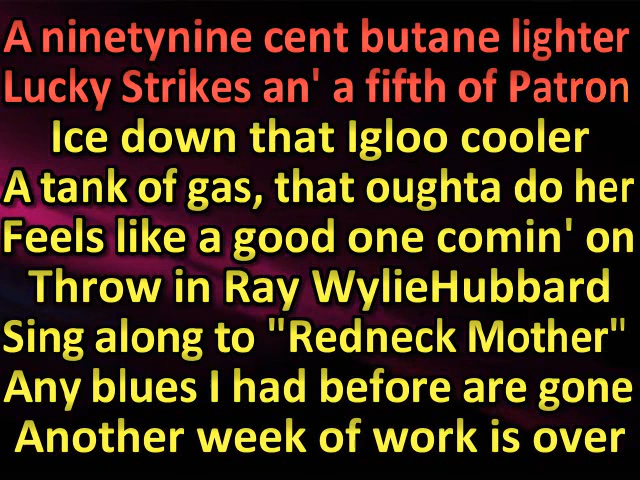 A ninetynine cent butane lighter
Lucky Strikes an' a fifth of Patron
Ice down that Igloo cooler
A tank of gas, that oughta do her
Feels like a good one comin' on
Throw in Ray WylieHubbard
Sing along to "Redneck Mother"
Any blues I had before are gone
Another week of work is over